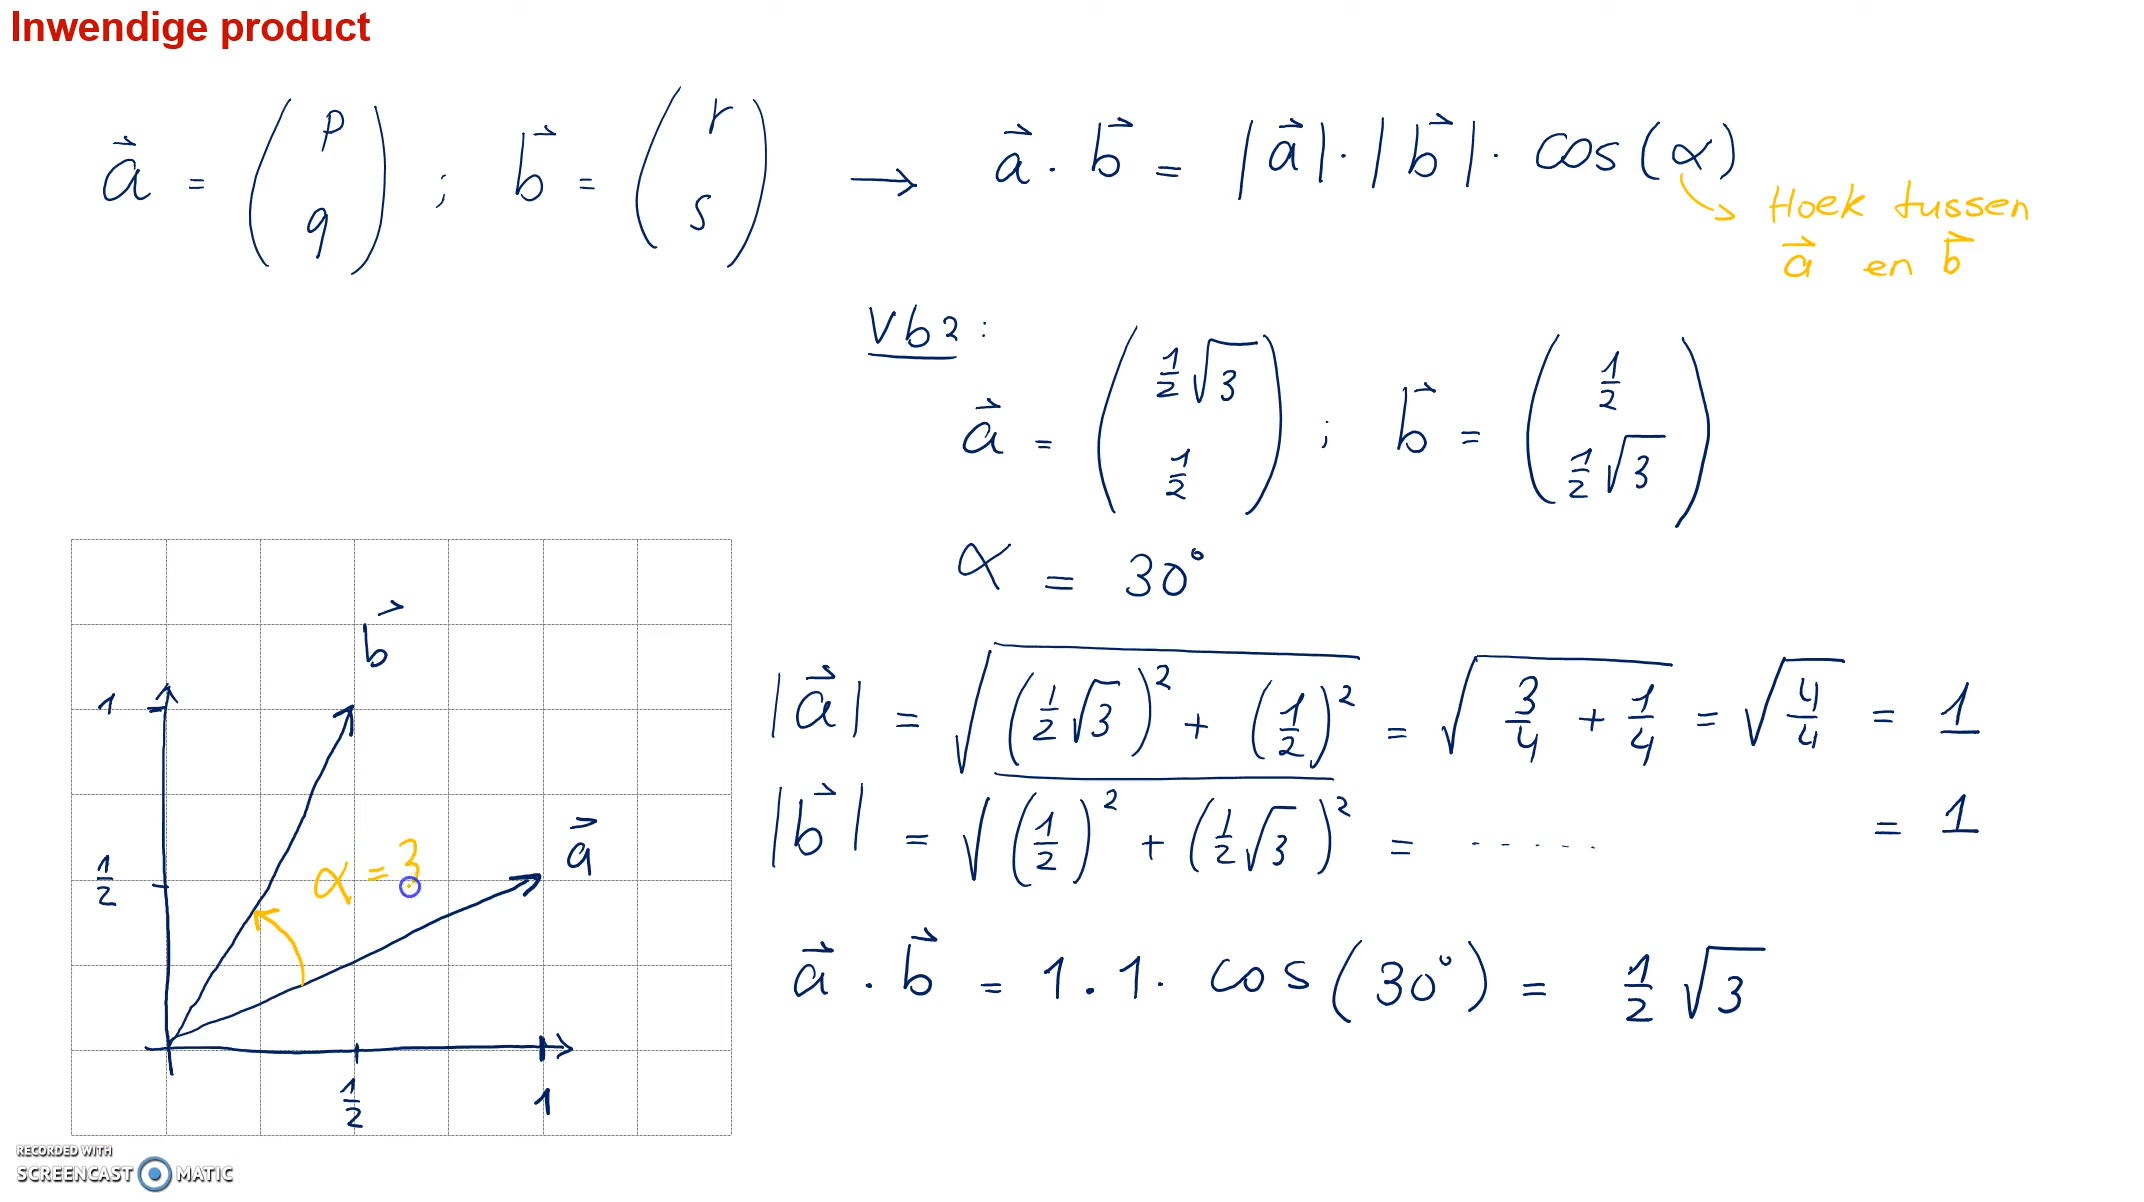 Inwendige product
a⃗ = (p q) ; b⃗ = (r s) → a⃗ · b⃗ = |a⃗| · |b⃗| · cos(α)
Hoek tussen
a⃗ en b⃗
Vb2 :
a⃗ = (½√3 ½) ; b⃗ = (½ ½√3)
α = 30°
|a⃗| = √((½√3)² + (½)²) = √(3/4 + 1/4) = √(4/4) = 1
|b⃗| = √((½)² + (½√3)²) = ...... = 1
a⃗ · b⃗ = 1 . 1 · cos(30°) = ½√3
b⃗
1
a⃗
½
α = 3
½
1
RECORDED WITH
SCREENCAST MATIC